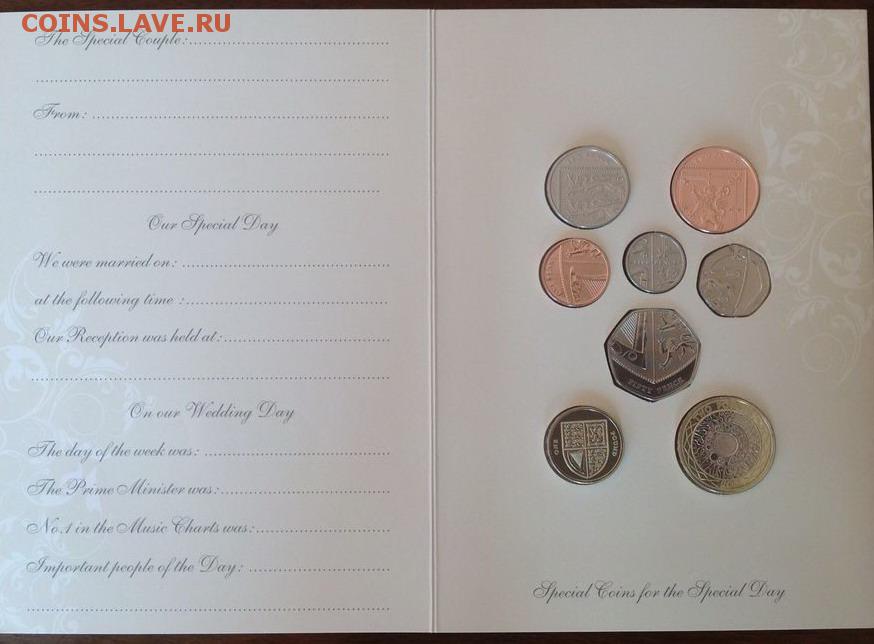 COINS.LAVE.RU
The Special Couple:
From:
Our Special Day
We were married on:
at the following time :
Our Reception was held at:
On our Wedding Day
The day of the week was:
The Prime Minister was:
No.1 in the Music Charts was:
Important people of the Day:
FIFTY PENCE
ONE
POUND
TWO POUNDS
Special Coins for the Special Day